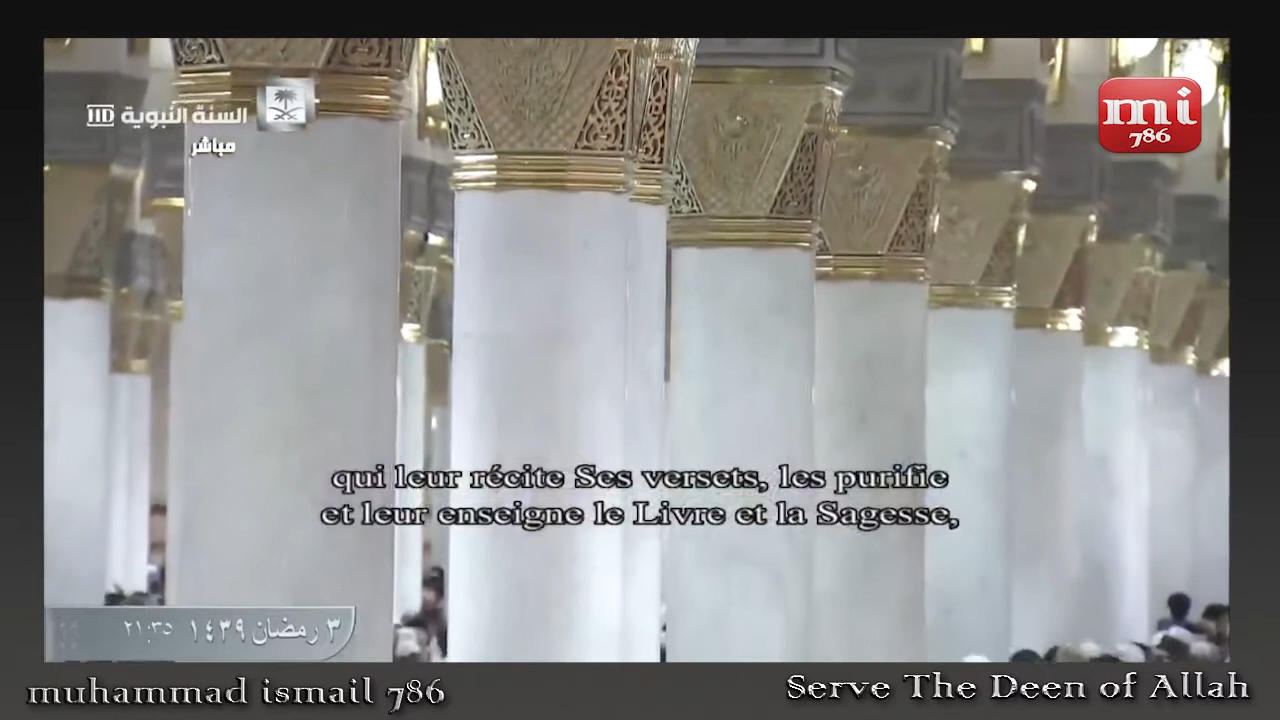 السنة النبوية HD
مباشر
mi
786
qui leur récite Ses versets, les purifie
et leur enseigne le Livre et la Sagesse,
٣ رمضان ١٤٣٩ ٢١:٣٥
muhammad ismail 786
Serve The Deen of Allah